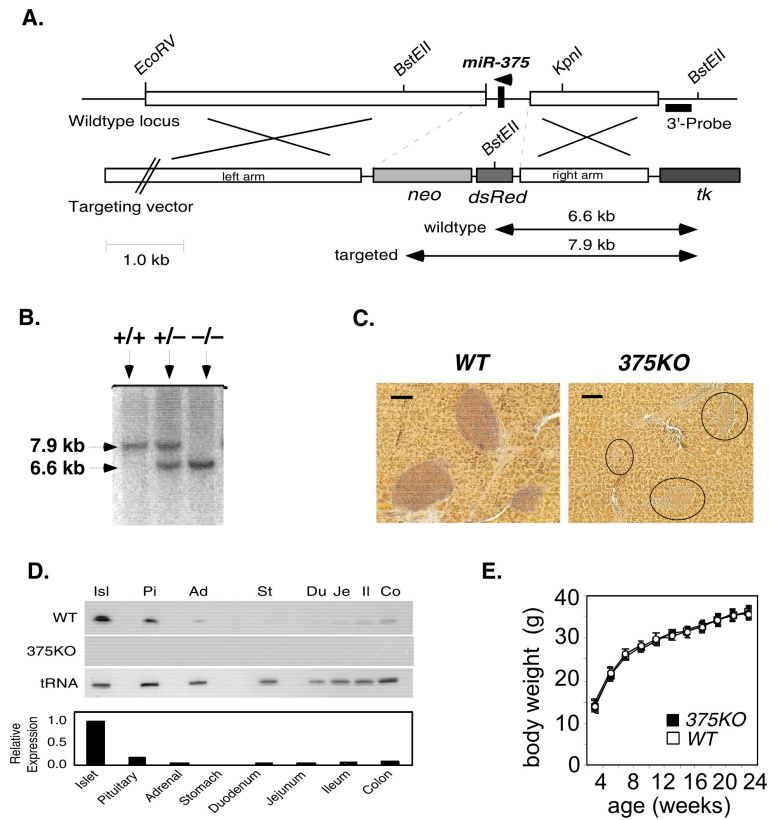 A.
EcoRV
BstEII
miR-375
KpnI
BstEII
Wildtype locus
3'-Probe
BstEII
left arm
right arm
neo
dsRed
tk
Targeting vector
wildtype
6.6 kb
1.0 kb
targeted
7.9 kb
B.
+/+ +/− −/−
7.9 kb
6.6 kb
C.
WT
375KO
D.
Isl Pi Ad St Du Je Il Co
WT
375KO
tRNA
Relative
Expression
1.0
0.0
Islet
Pituitary
Adrenal
Stomach
Duodenum
Jejunum
Ileum
Colon
E.
body weight (g)
40
30
20
10
0
375KO
WT
4 8 12 16 20 24
age (weeks)